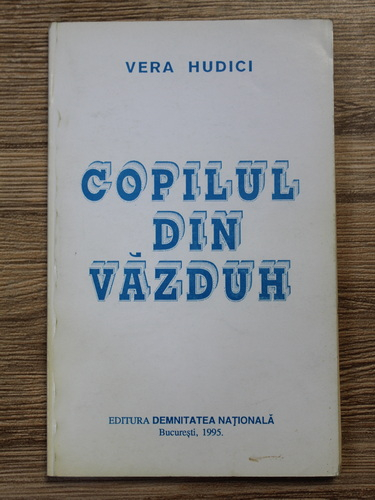 VERA HUDICI
COPILUL
DIN
VĂZDUH
EDITURA DEMNITATEA NAȚIONALĂ
București, 1995.